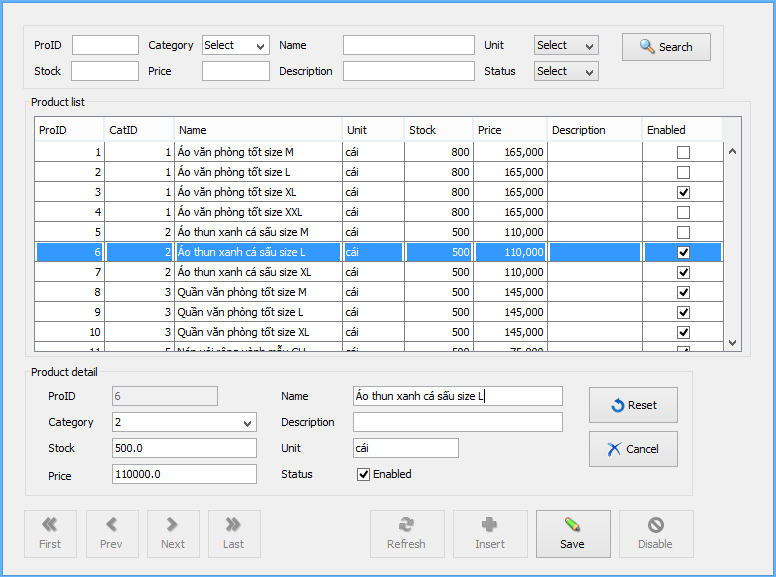 ProID Category Select Name Unit Select Search
Stock Price Description Status Select
Product list
ProID CatID Name Unit Stock Price Description Enabled
1 1 Áo văn phòng tốt size M cái 800 165,000
2 1 Áo văn phòng tốt size L cái 800 165,000
3 1 Áo văn phòng tốt size XL cái 800 165,000
4 1 Áo văn phòng tốt size XXL cái 800 165,000
5 2 Áo thun xanh cá sấu size M cái 500 110,000
6 2 Áo thun xanh cá sấu size L cái 500 110,000
7 2 Áo thun xanh cá sấu size XL cái 500 110,000
8 3 Quần văn phòng tốt size M cái 500 145,000
9 3 Quần văn phòng tốt size L cái 500 145,000
10 3 Quần văn phòng tốt size XL cái 500 145,000
Product detail
ProID 6 Name Áo thun xanh cá sấu size L Reset
Category 2 Description
Stock 500.0 Unit cái Cancel
Price 110000.0 Status Enabled
First Prev Next Last Refresh Insert Save Disable